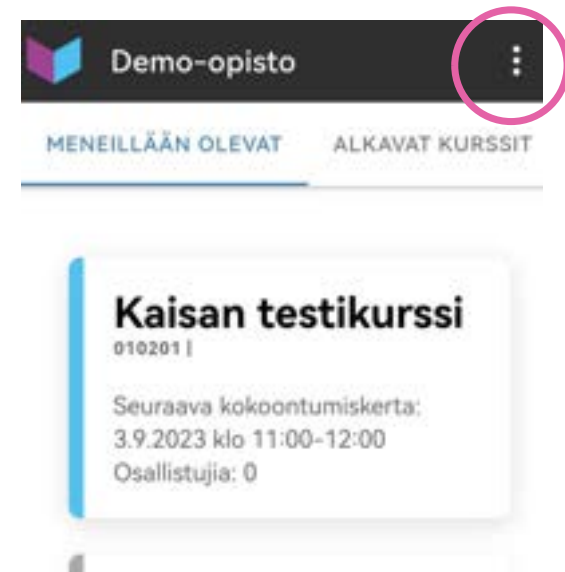 Demo-opisto
MENEILLÄÄN OLEVAT ALKAVAT KURSSIT
Kaisan testikurssi
010201 |
Seuraava kokoontumiskerta:
3.9.2023 klo 11:00-12:00
Osallistujia: 0